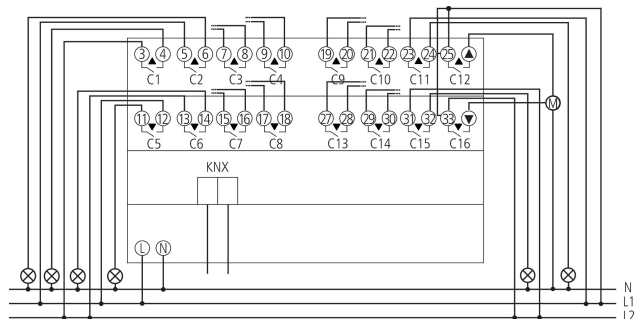 3 4 5 6 7 8 9 10 19 20 21 22 23 24 25
C1 C2 C3 C4 C9 C10 C11 C12
M
11 12 13 14 15 16 17 18 27 28 29 30 31 32 33
C5 C6 C7 C8 C13 C14 C15 C16
KNX
L N
N
L1
L2